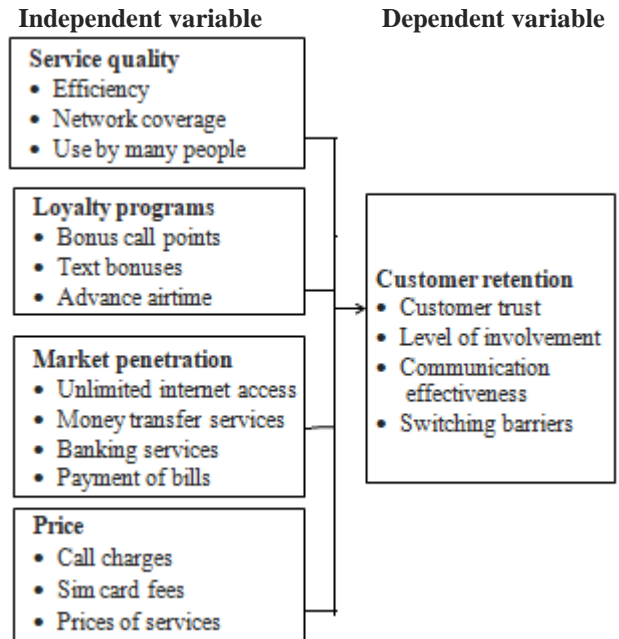 Independent variable
Dependent variable
Service quality
• Efficiency
• Network coverage
• Use by many people
Loyalty programs
• Bonus call points
• Text bonuses
• Advance airtime
Market penetration
• Unlimited internet access
• Money transfer services
• Banking services
• Payment of bills
Price
• Call charges
• Sim card fees
• Prices of services
Customer retention
• Customer trust
• Level of involvement
• Communication
effectiveness
• Switching barriers